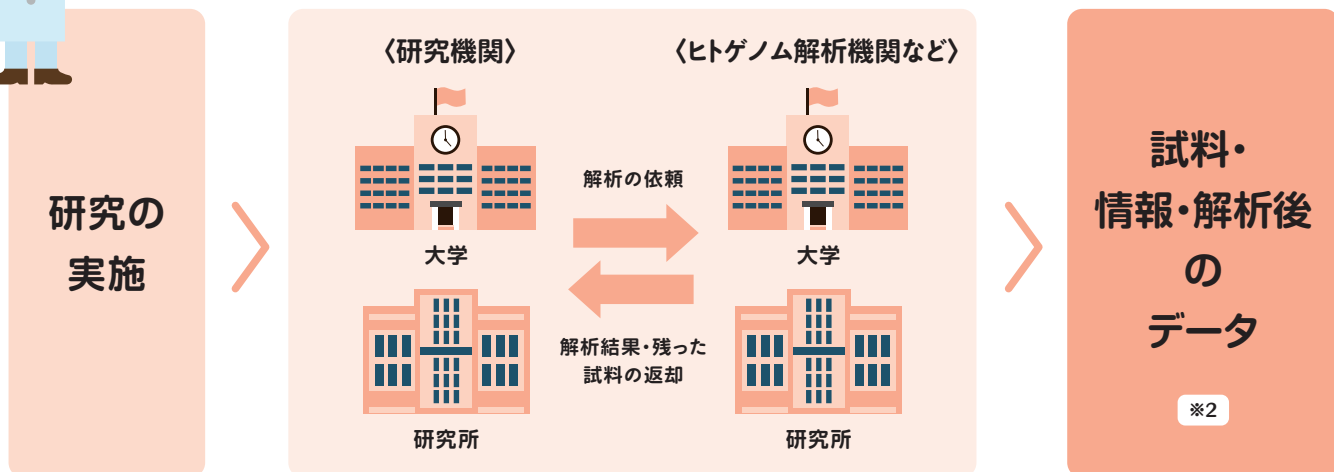 研究の
実施
〈研究機関〉
大学
研究所
解析の依頼
解析結果・残った
試料の返却
〈ヒトゲノム解析機関など〉
大学
研究所
試料・
情報・解析後
の
データ
※2